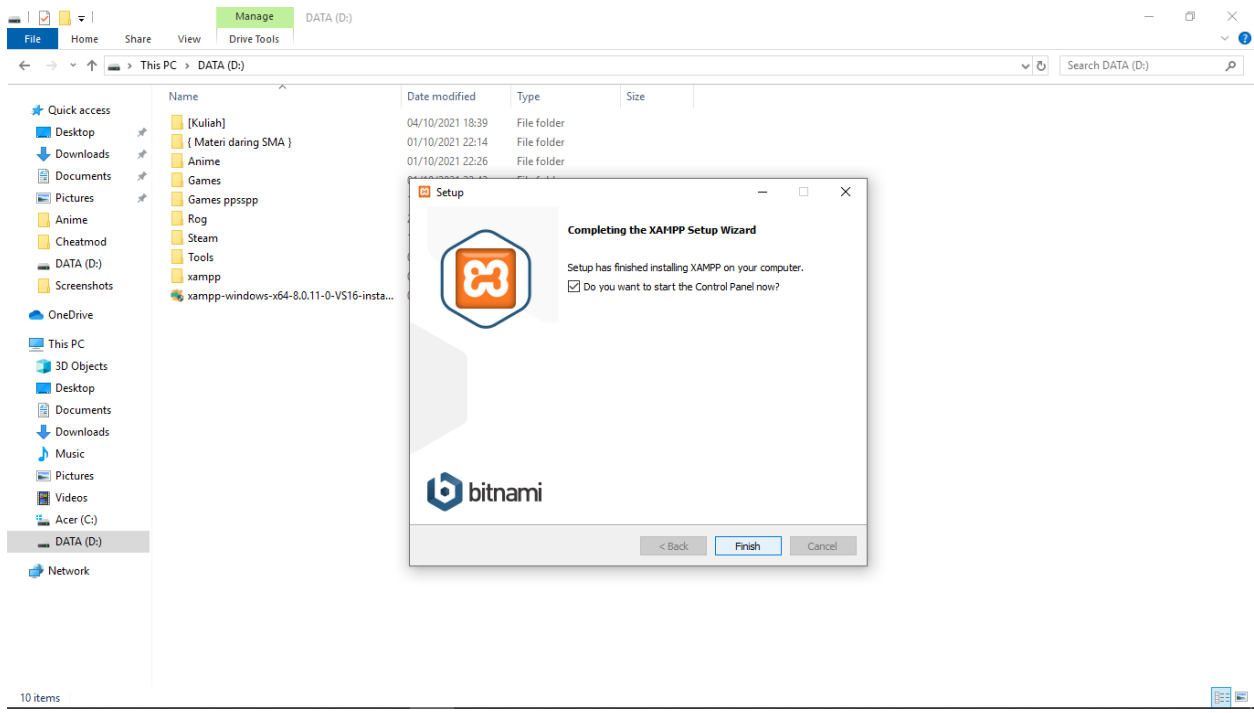 Manage
DATA (D:)
File
Home
Share
View
Drive Tools
This PC > DATA (D:)
Search DATA (D:)
Name
Date modified
Type
Size
Quick access
Desktop
Downloads
Documents
Pictures
Anime
Cheatmod
DATA (D:)
Screenshots
OneDrive
This PC
3D Objects
Desktop
Documents
Downloads
Music
Pictures
Videos
Acer (C:)
DATA (D:)
Network
[Kuliah] 04/10/2021 18:39 File folder
{ Materi daring SMA } 01/10/2021 22:14 File folder
Anime 01/10/2021 22:26 File folder
Games
Games ppsspp
Rog
Steam
Tools
xampp
xampp-windows-x64-8.0.11-0-VS16-insta...
Setup
Completing the XAMPP Setup Wizard
Setup has finished installing XAMPP on your computer.
Do you want to start the Control Panel now?
bitnami
< Back
Finish
Cancel
10 items